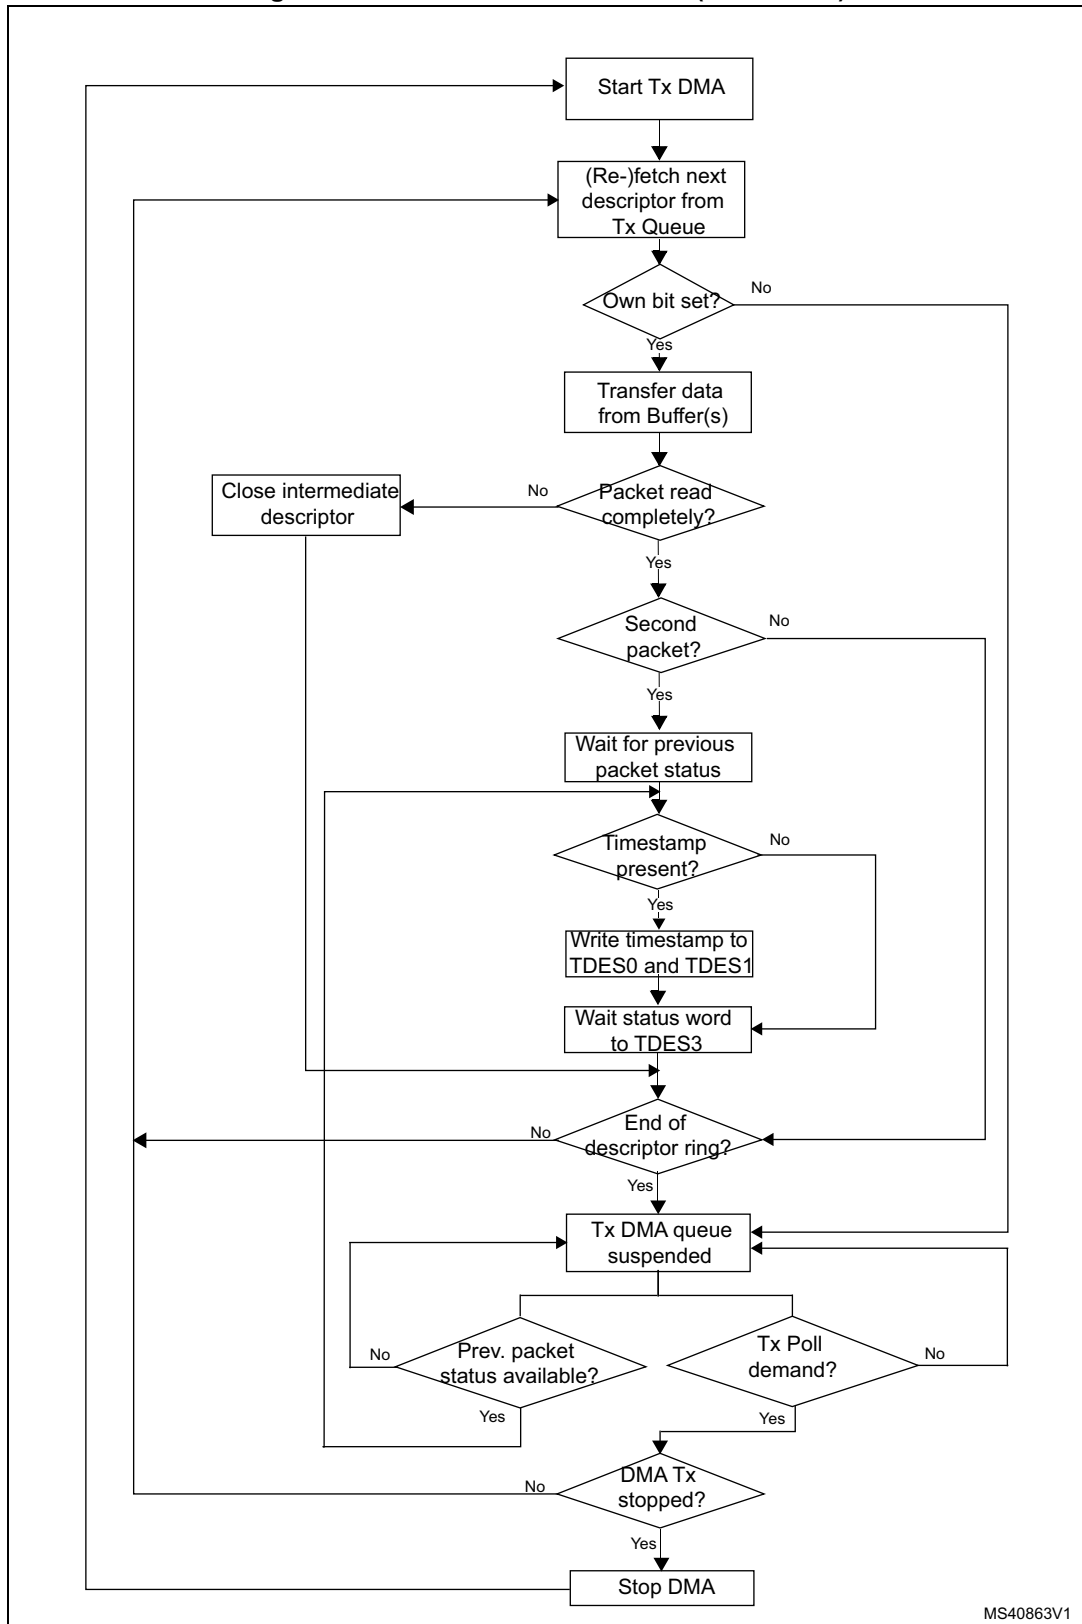 Start Tx DMA
(Re-)fetch next
descriptor from
Tx Queue
Own bit set?
No
Yes
Transfer data
from Buffer(s)
Packet read
completely?
No
Close intermediate
descriptor
Yes
Second
packet?
No
Yes
Wait for previous
packet status
Timestamp
present?
No
Yes
Write timestamp to
TDES0 and TDES1
Wait status word
to TDES3
End of
descriptor ring?
No
Yes
Tx DMA queue
suspended
Prev. packet
status available?
No
Yes
Tx Poll
demand?
No
Yes
DMA Tx
stopped?
No
Yes
Stop DMA
MS40863V1